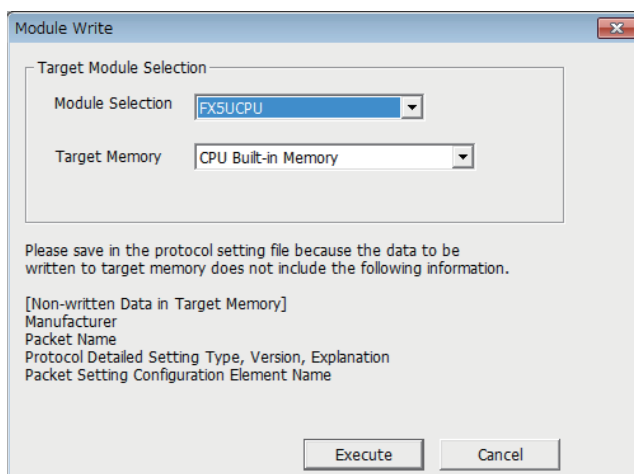 Module Write
Target Module Selection
Module Selection
FX5UCPU
Target Memory
CPU Built-in Memory
Please save in the protocol setting file because the data to be
written to target memory does not include the following information.
[Non-written Data in Target Memory]
Manufacturer
Packet Name
Protocol Detailed Setting Type, Version, Explanation
Packet Setting Configuration Element Name
Execute
Cancel